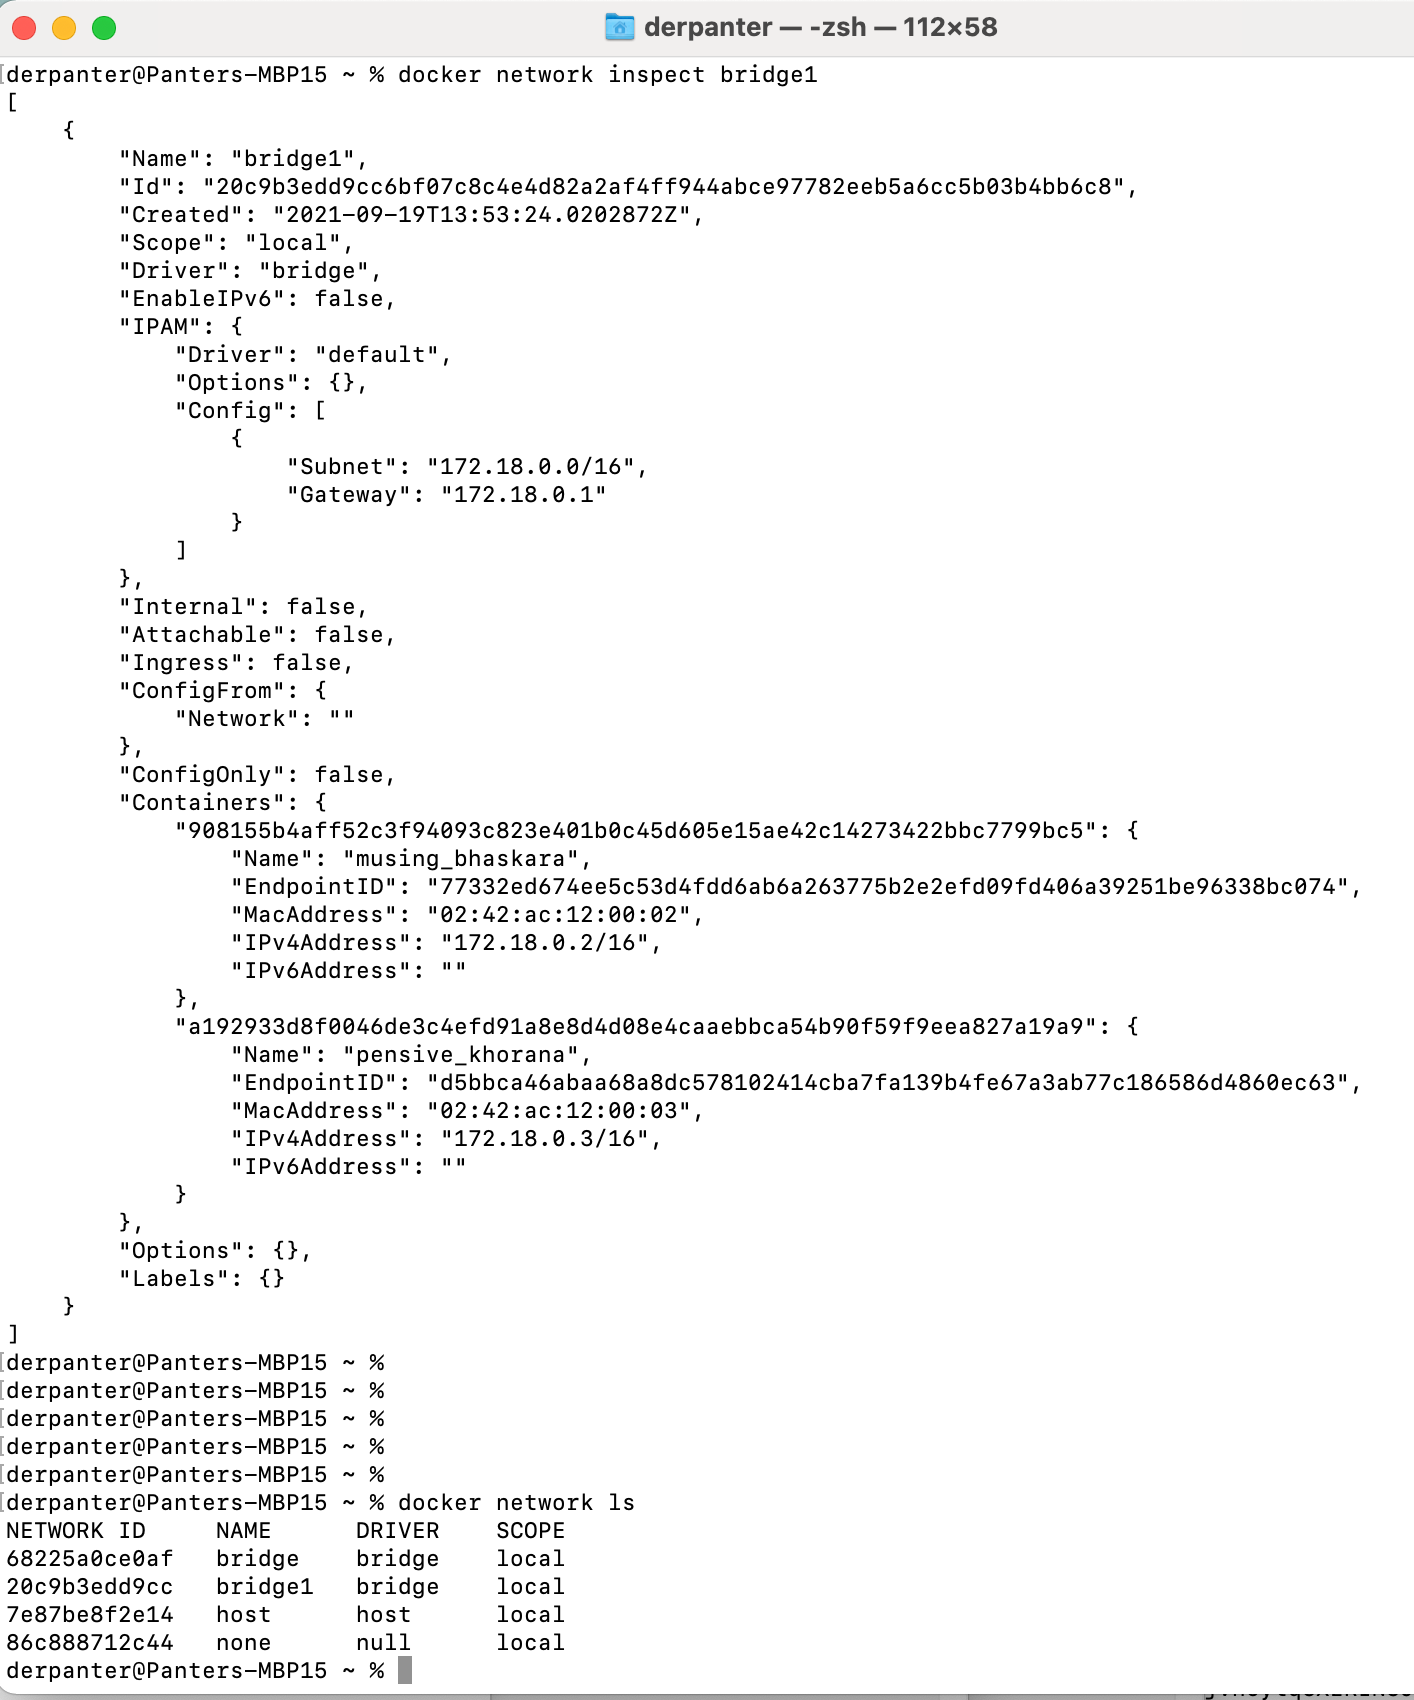 derpanter — -zsh — 112×58
[derpanter@Panters-MBP15 ~ % docker network inspect bridge1
[
    {
        "Name": "bridge1",
        "Id": "20c9b3edd9cc6bf07c8c4e4d82a2af4ff944abce97782eeb5a6cc5b03b4bb6c8",
        "Created": "2021-09-19T13:53:24.0202872Z",
        "Scope": "local",
        "Driver": "bridge",
        "EnableIPv6": false,
        "IPAM": {
            "Driver": "default",
            "Options": {},
            "Config": [
                {
                    "Subnet": "172.18.0.0/16",
                    "Gateway": "172.18.0.1"
                }
            ]
        },
        "Internal": false,
        "Attachable": false,
        "Ingress": false,
        "ConfigFrom": {
            "Network": ""
        },
        "ConfigOnly": false,
        "Containers": {
            "908155b4aff52c3f94093c823e401b0c45d605e15ae42c14273422bbc7799bc5": {
                "Name": "musing_bhaskara",
                "EndpointID": "77332ed674ee5c53d4fdd6ab6a263775b2e2efd09fd406a39251be96338bc074",
                "MacAddress": "02:42:ac:12:00:02",
                "IPv4Address": "172.18.0.2/16",
                "IPv6Address": ""
            },
            "a192933d8f0046de3c4efd91a8e8d4d08e4caaebbca54b90f59f9eea827a19a9": {
                "Name": "pensive_khorana",
                "EndpointID": "d5bbca46abaa68a8dc578102414cba7fa139b4fe67a3ab77c186586d4860ec63",
                "MacAddress": "02:42:ac:12:00:03",
                "IPv4Address": "172.18.0.3/16",
                "IPv6Address": ""
            }
        },
        "Options": {},
        "Labels": {}
    }
]
[derpanter@Panters-MBP15 ~ %
[derpanter@Panters-MBP15 ~ %
[derpanter@Panters-MBP15 ~ %
[derpanter@Panters-MBP15 ~ %
[derpanter@Panters-MBP15 ~ %
[derpanter@Panters-MBP15 ~ % docker network ls
NETWORK ID     NAME      DRIVER    SCOPE
68225a0ce0af   bridge    bridge    local
20c9b3edd9cc   bridge1   bridge    local
7e87be8f2e14   host      host      local
86c888712c44   none      null      local
derpanter@Panters-MBP15 ~ %